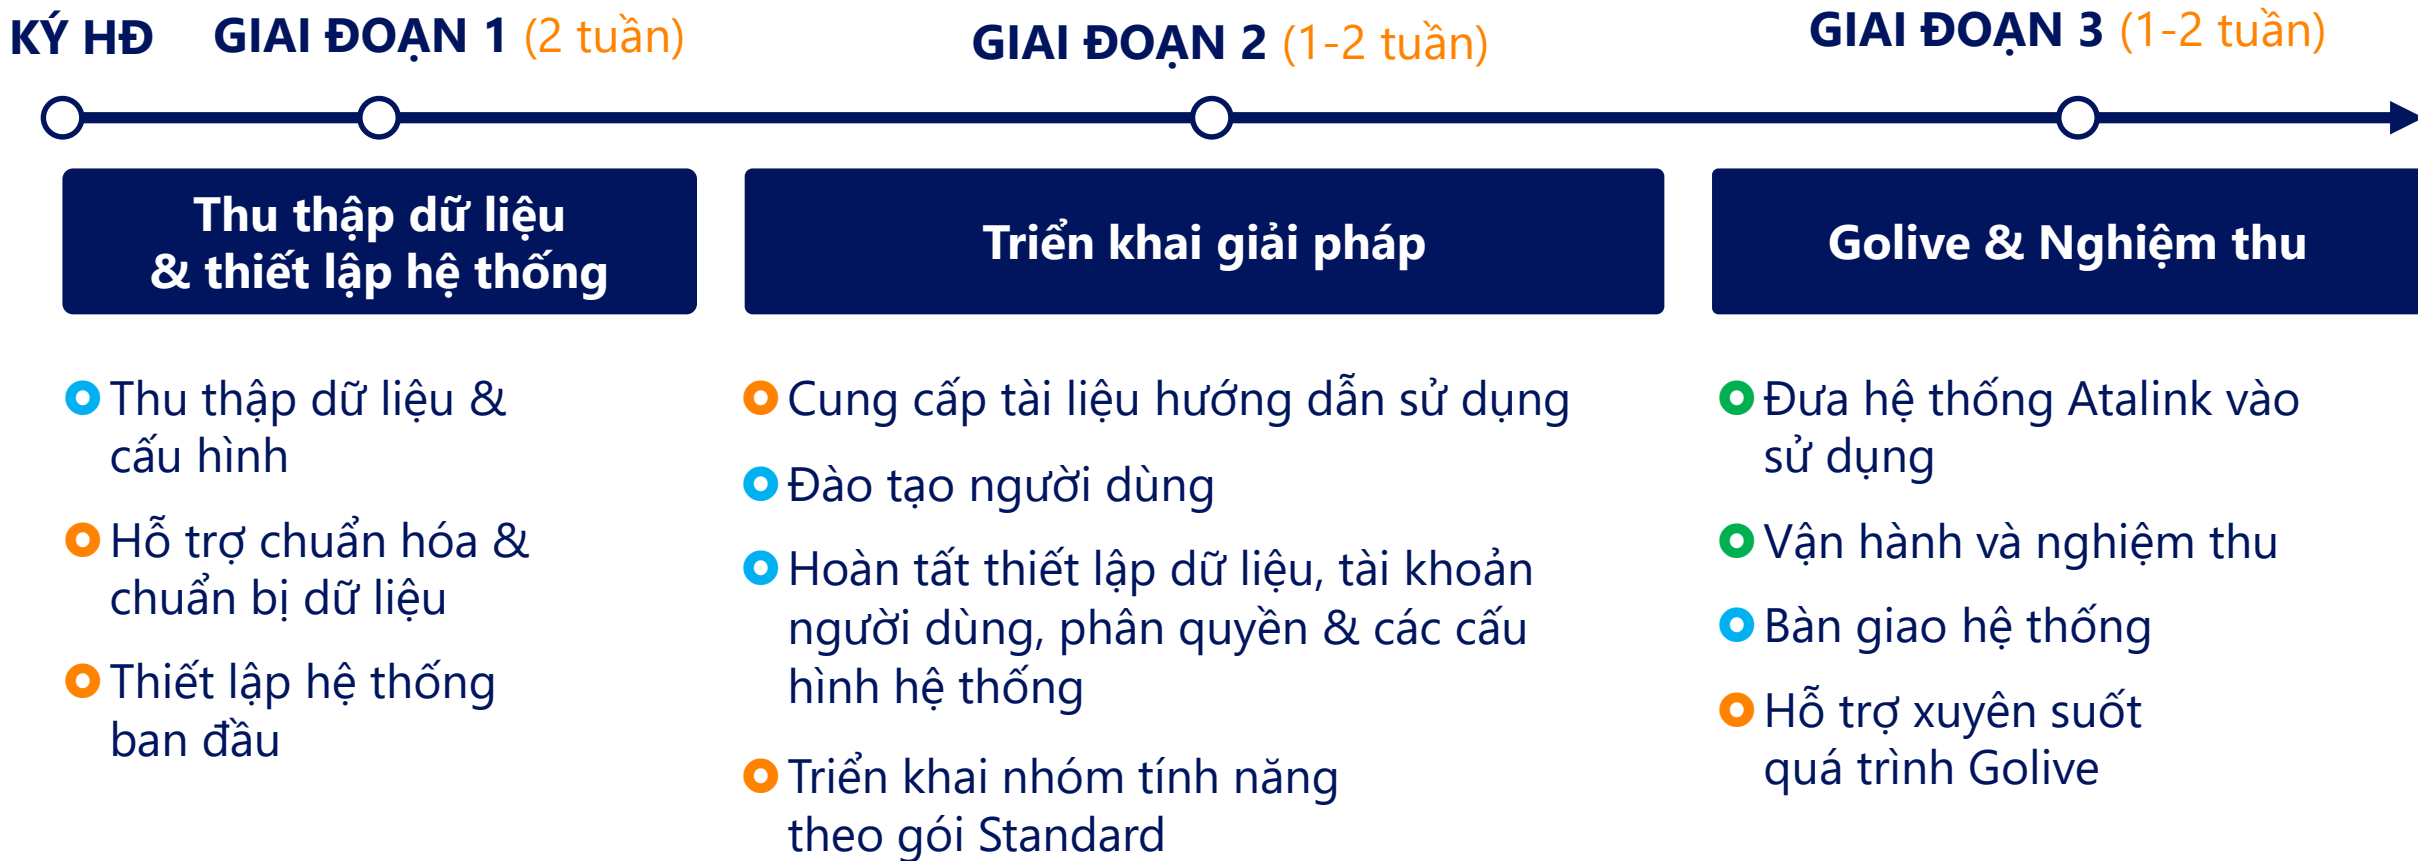 KÝ HĐ
GIAI ĐOẠN 1 (2 tuần)
GIAI ĐOẠN 2 (1-2 tuần)
GIAI ĐOẠN 3 (1-2 tuần)
Thu thập dữ liệu
& thiết lập hệ thống
Thu thập dữ liệu &
cấu hình
Hỗ trợ chuẩn hóa &
chuẩn bị dữ liệu
Thiết lập hệ thống
ban đầu
Triển khai giải pháp
Cung cấp tài liệu hướng dẫn sử dụng
Đào tạo người dùng
Hoàn tất thiết lập dữ liệu, tài khoản
người dùng, phân quyền & các cấu
hình hệ thống
Triển khai nhóm tính năng
theo gói Standard
Golive & Nghiệm thu
Đưa hệ thống Atalink vào
sử dụng
Vận hành và nghiệm thu
Bàn giao hệ thống
Hỗ trợ xuyên suốt
quá trình Golive